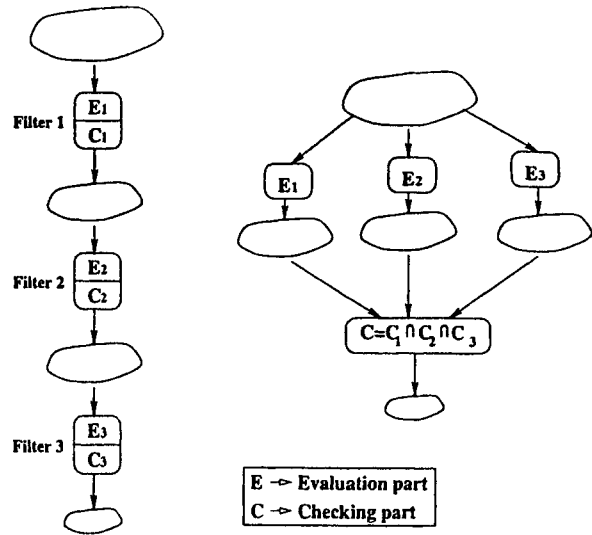 Filter 1
E1
C1
Filter 2
E2
C2
Filter 3
E3
C3
E1
E2
E3
C=C1∩C2∩C3
E → Evaluation part
C → Checking part